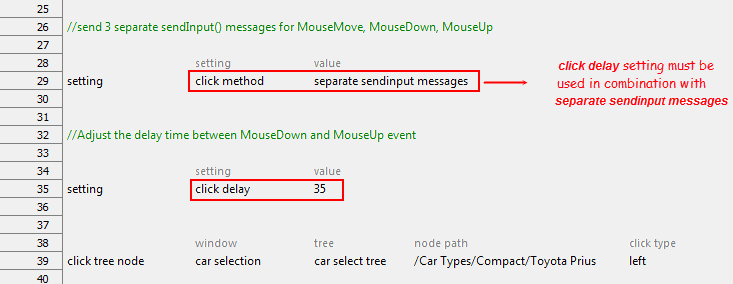 25
26 //send 3 separate sendInput() messages for MouseMove, MouseDown, MouseUp
27
28 setting value
29 setting click method separate sendinput messages
click delay setting must be
used in combination with
separate sendinput messages
30
31
32 //Adjust the delay time between MouseDown and MouseUp event
33
34 setting value
35 setting click delay 35
36
37
38 window tree node path click type
39 click tree node car selection car select tree /Car Types/Compact/Toyota Prius left
40